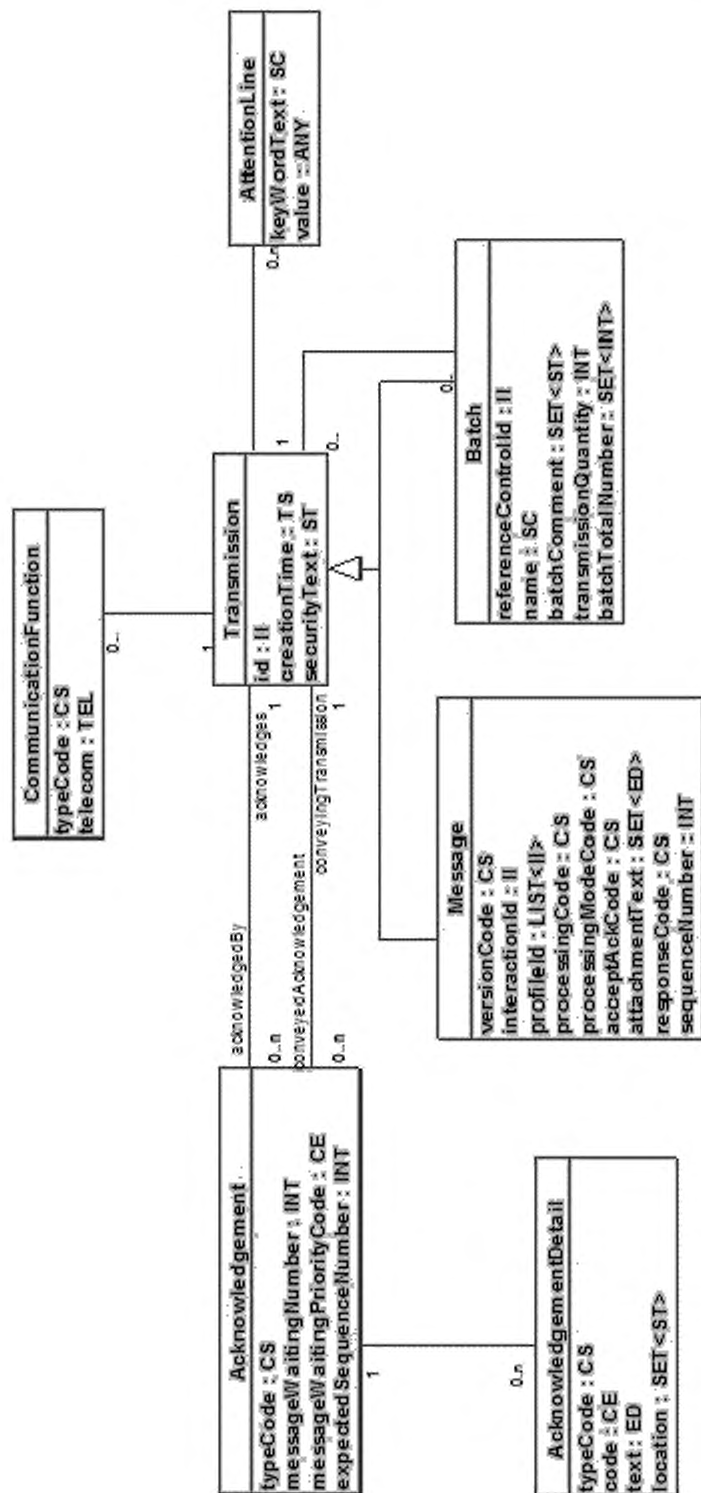 CommunicationFunction
typeCode : CS
telecom : TEL
0..
1
AttentionLine
keyWordText : SC
value : ANY
0..n
1
Transmission
id : II
creationTime : TS
securityText : ST
0..
acknowledgedBy
acknowledges
0..n
1
conveyedAcknowledgement
conveyingTransmission
0..n
1
Acknowledgement
typeCode : CS
messageWaitingNumber : INT
messageWaitingPriorityCode : CE
expectedSequenceNumber : INT
1
0..n
AcknowledgementDetail
typeCode : CS
code : CE
text : ED
location : SET<ST>
Message
versionCode : CS
interactionId : II
profileId : LIST<II>
processingCode : CS
processingModeCode : CS
acceptAckCode : CS
attachmentText : SET<ED>
responseCode : CS
sequenceNumber : INT
0..
Batch
referenceControlId : II
name : SC
batchComment : SET<ST>
transmissionQuantity : INT
batchTotalNumber : SET<INT>